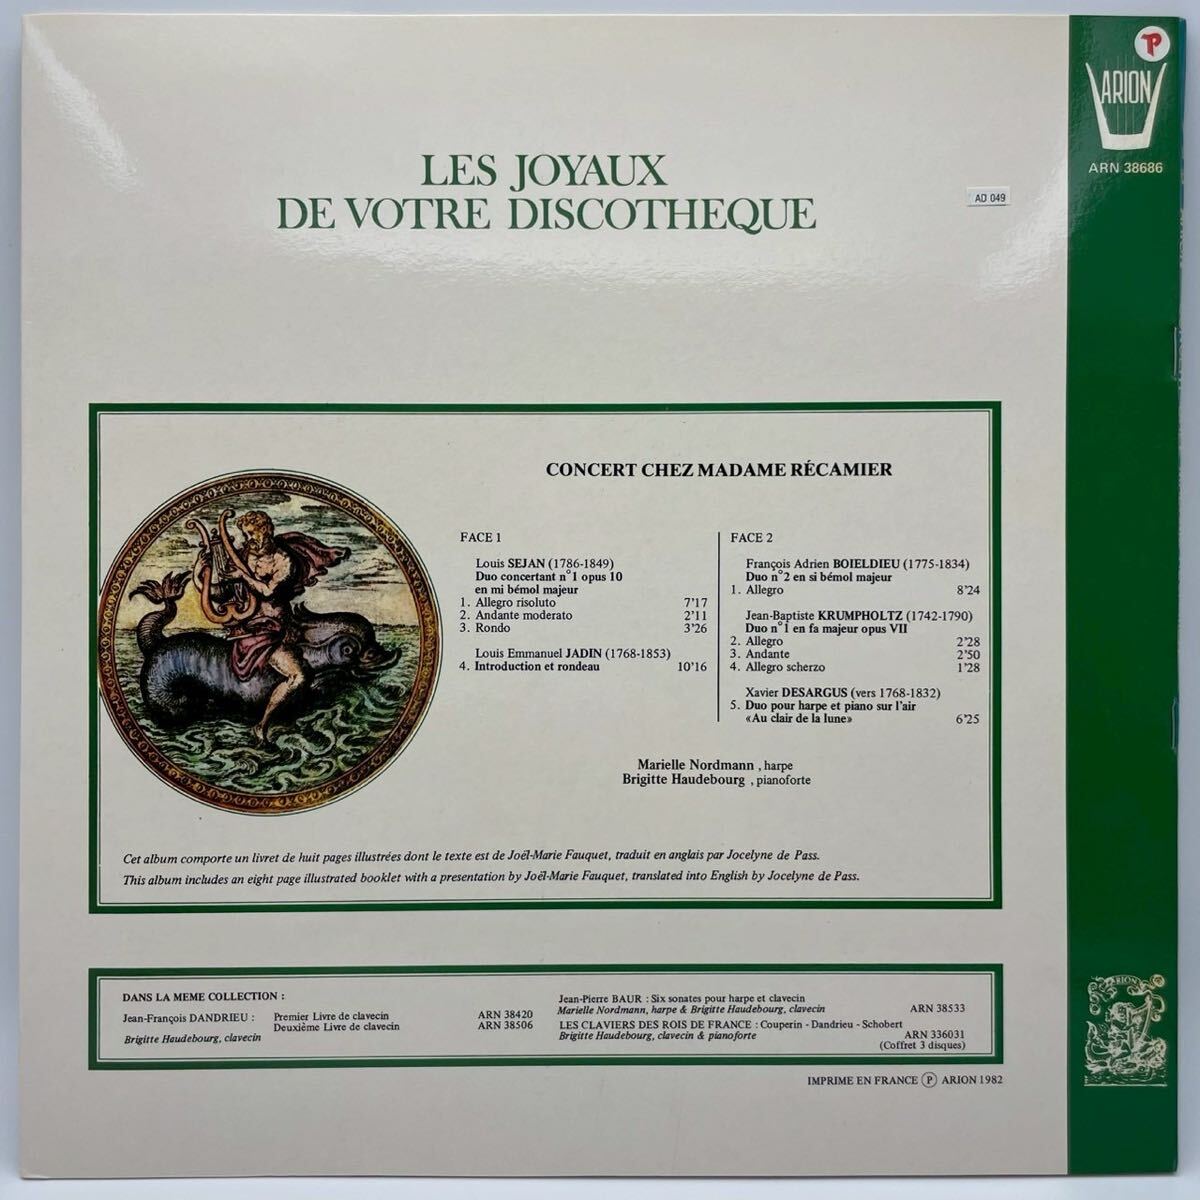 P
ARION
ARN 38686
AD 049
LES JOYAUX
DE VOTRE DISCOTHEQUE
CONCERT CHEZ MADAME RÉCAMIER
FACE 1
Louis SEJAN (1786-1849)
Duo concertant n°1 opus 10
en mi bémol majeur
1. Allegro risoluto 7'17
2. Andante moderato 2'11
3. Rondo 3'26
Louis Emmanuel JADIN (1768-1853)
4. Introduction et rondeau 10'16
FACE 2
François Adrien BOIELDIEU (1775-1834)
Duo n°2 en si bémol majeur
1. Allegro 8'24
Jean-Baptiste KRUMPHOLTZ (1742-1790)
Duo n°1 en fa majeur opus VII
2. Allegro 2'28
3. Andante 2'50
4. Allegro scherzo 1'28
Xavier DESARGUS (vers 1768-1832)
5. Duo pour harpe et piano sur l'air
«Au clair de la lune» 6'25
Marielle Nordmann , harpe
Brigitte Haudebourg , pianoforte
Cet album comporte un livret de huit pages illustrées dont le texte est de Joël-Marie Fauquet, traduit en anglais par Jocelyne de Pass.
This album includes an eight page illustrated booklet with a presentation by Joël-Marie Fauquet, translated into English by Jocelyne de Pass.
DANS LA MEME COLLECTION :
Jean-François DANDRIEU : Premier Livre de clavecin ARN 38420
Deuxième Livre de clavecin ARN 38506
Brigitte Haudebourg, clavecin
Jean-Pierre BAUR : Six sonates pour harpe et clavecin
Marielle Nordmann, harpe & Brigitte Haudebourg, clavecin ARN 38533
LES CLAVIERS DES ROIS DE FRANCE : Couperin - Dandrieu - Schobert
Brigitte Haudebourg, clavecin & pianoforte ARN 336031
(Coffret 3 disques)
IMPRIME EN FRANCE Ⓟ ARION 1982
ARION